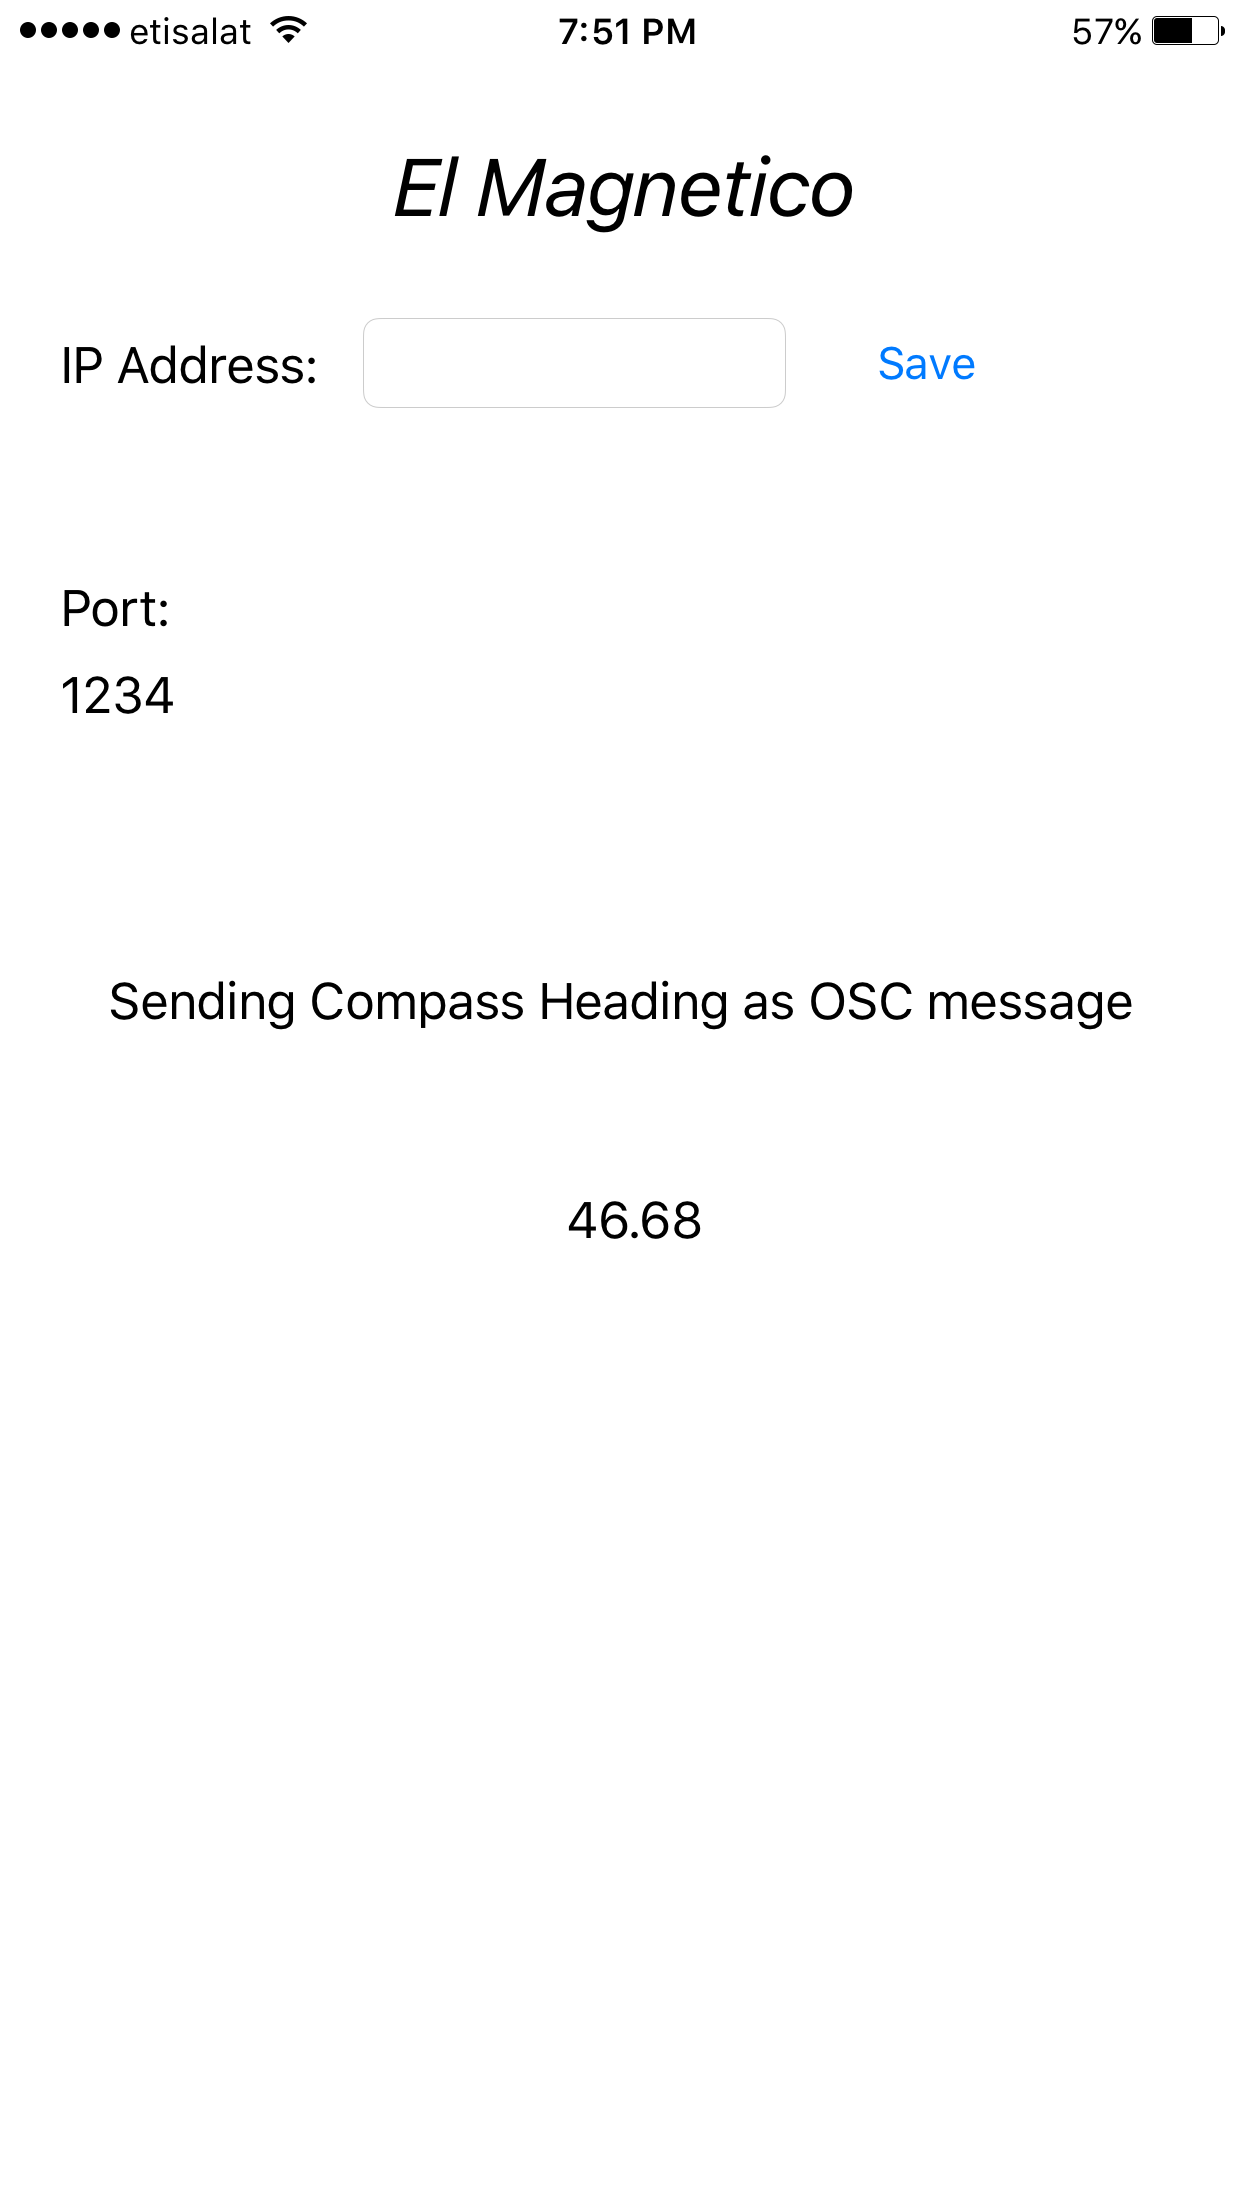 etisalat 7:51 PM 57%
El Magnetico
IP Address: Save
Port:
1234
Sending Compass Heading as OSC message
46.68